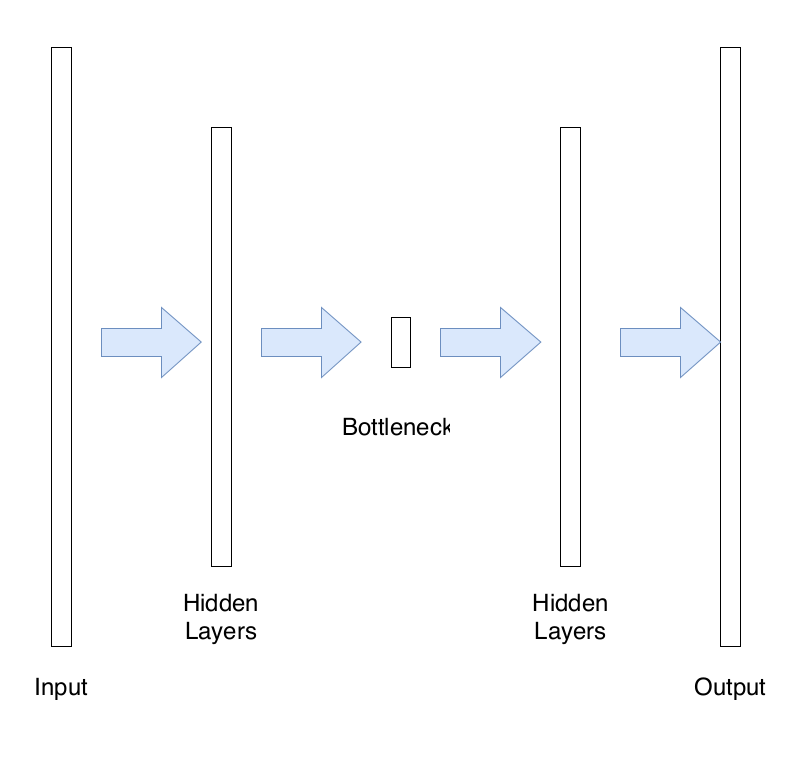 Bottleneck
Hidden
Layers
Hidden
Layers
Input
Output